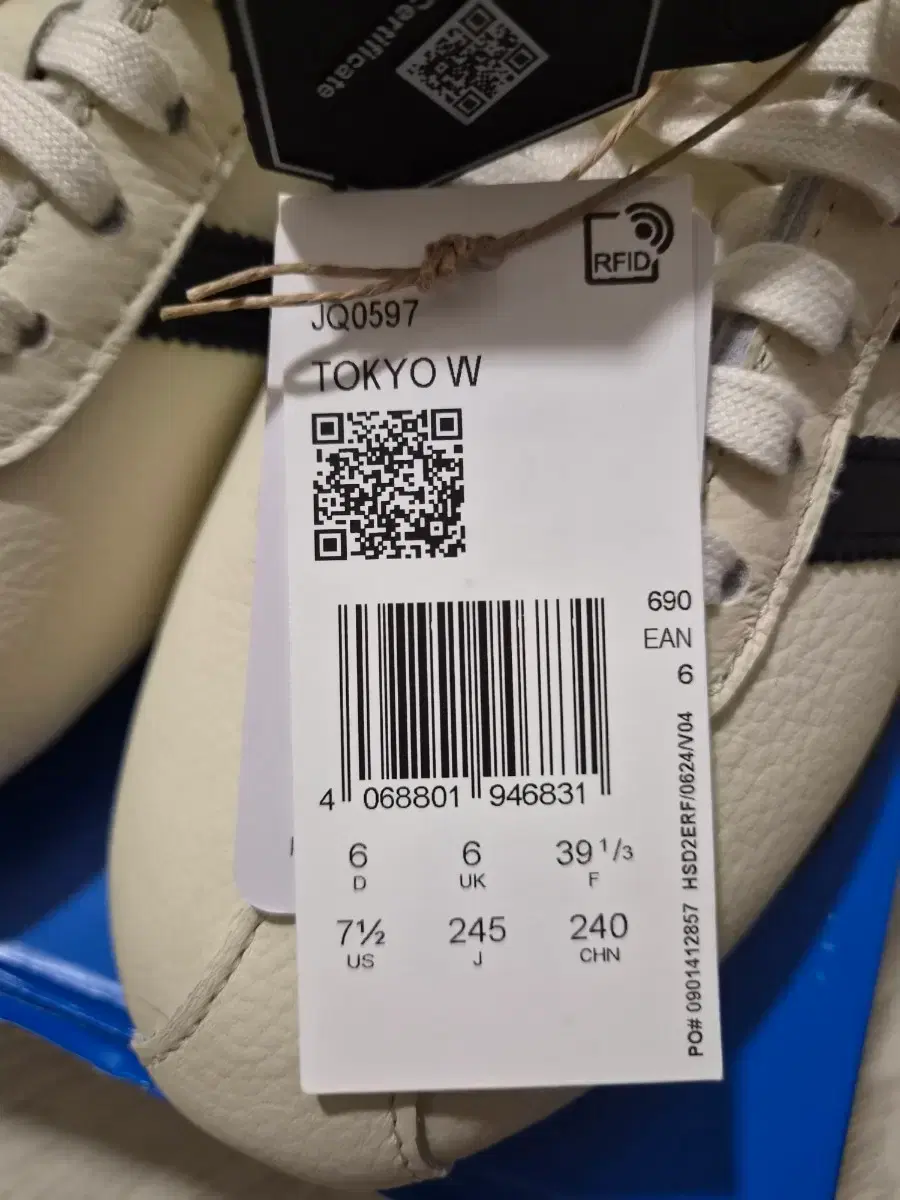 Certificate
RFID
JQ0597
TOKYO W
690
EAN
6
4 068801 946831
6 6 39 1/3
D UK F
7½ 245 240
US J CHN
PO# 0901412857 HSD2ERF/0624/V04